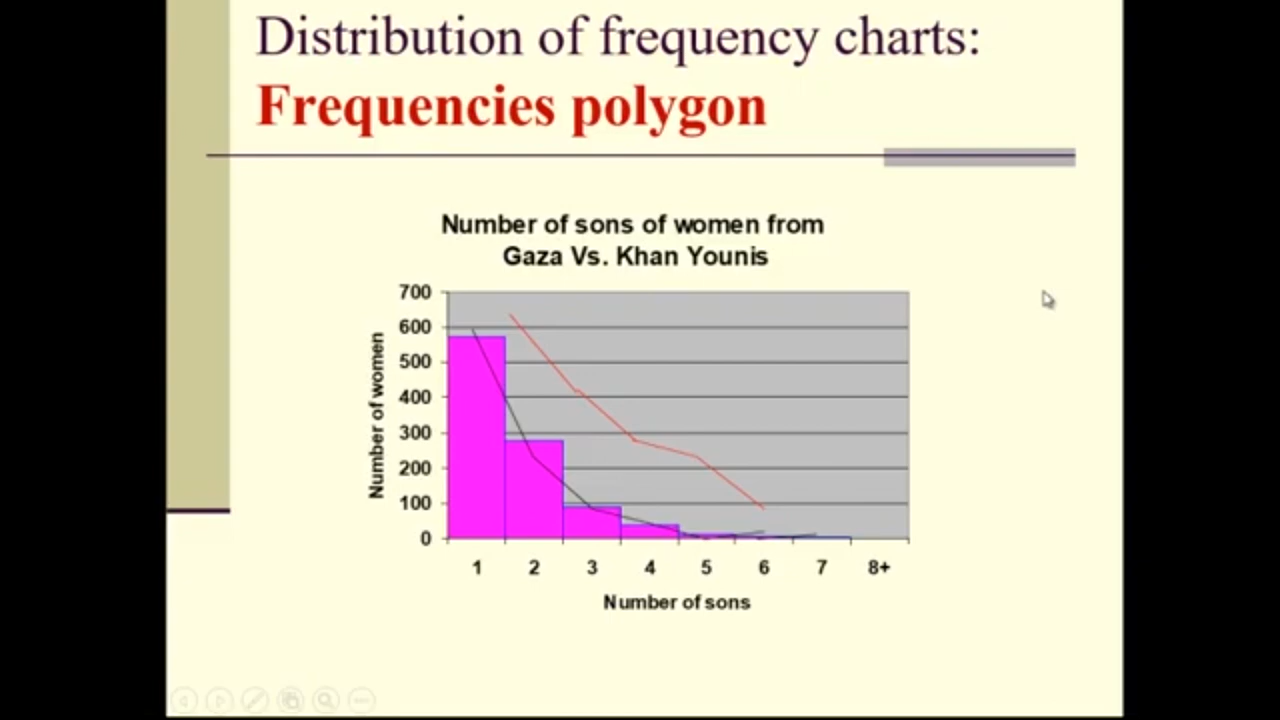 Distribution of frequency charts:
Frequencies polygon
Number of sons of women from
Gaza Vs. Khan Younis
Number of women
700
600
500
400
300
200
100
0
1 2 3 4 5 6 7 8+
Number of sons